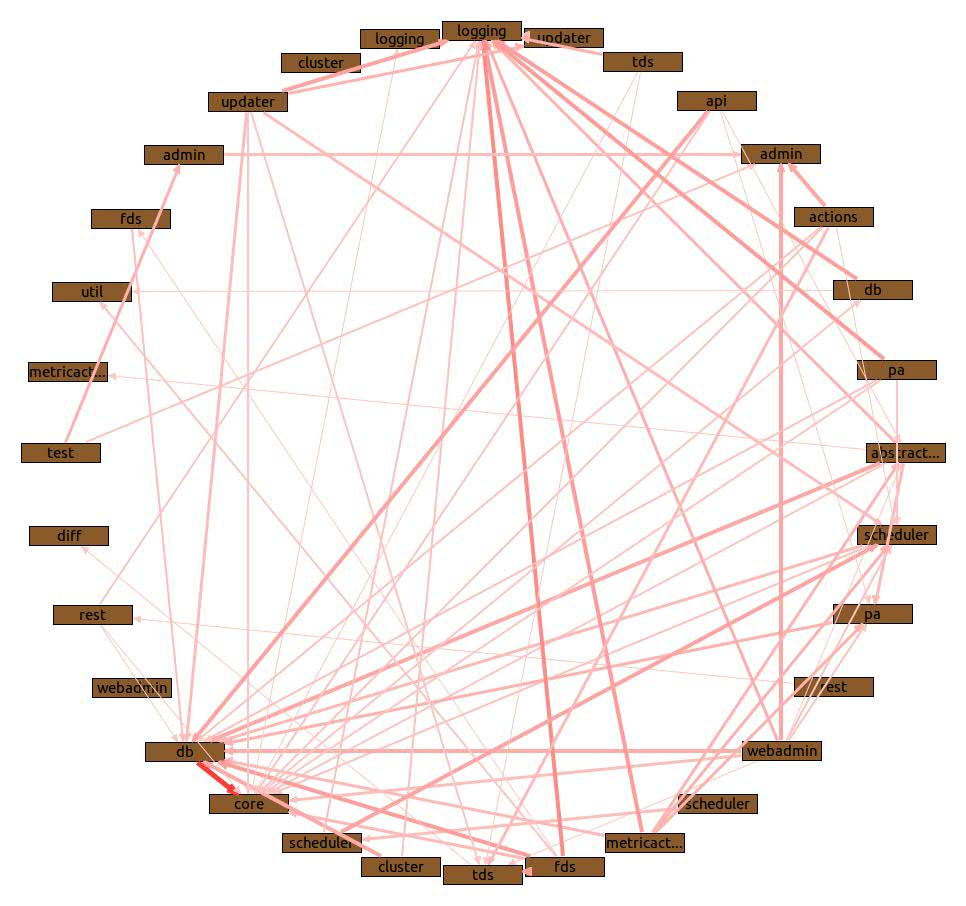 logging
logging
updater
cluster
tds
updater
api
admin
admin
fds
actions
util
db
metricact...
pa
test
abstract...
diff
scheduler
rest
pa
webadmin
rest
db
webadmin
core
scheduler
scheduler
metricact...
cluster
fds
tds